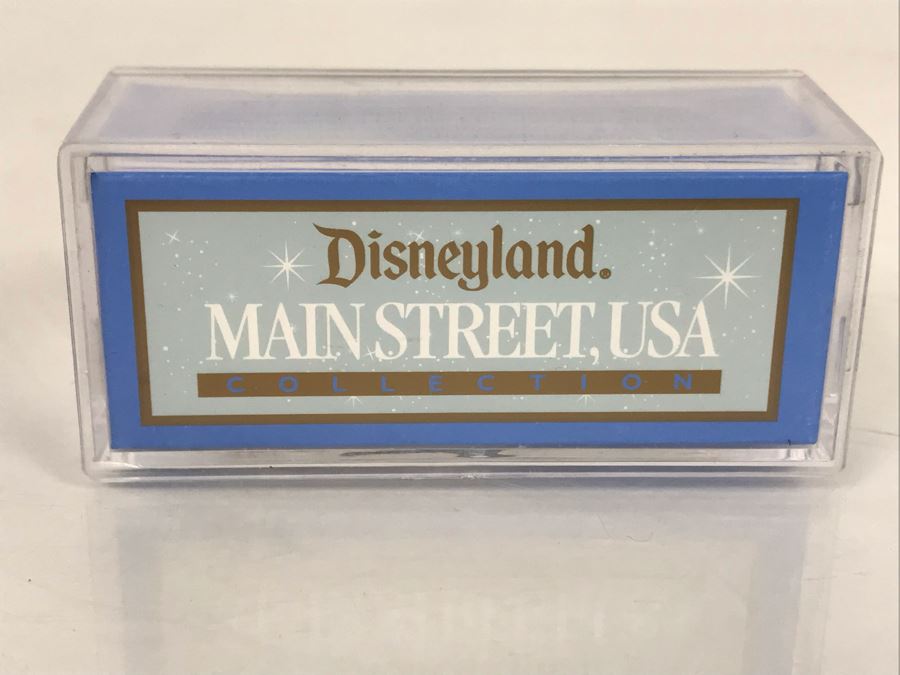 Disneyland®
MAIN STREET, USA
COLLECTION